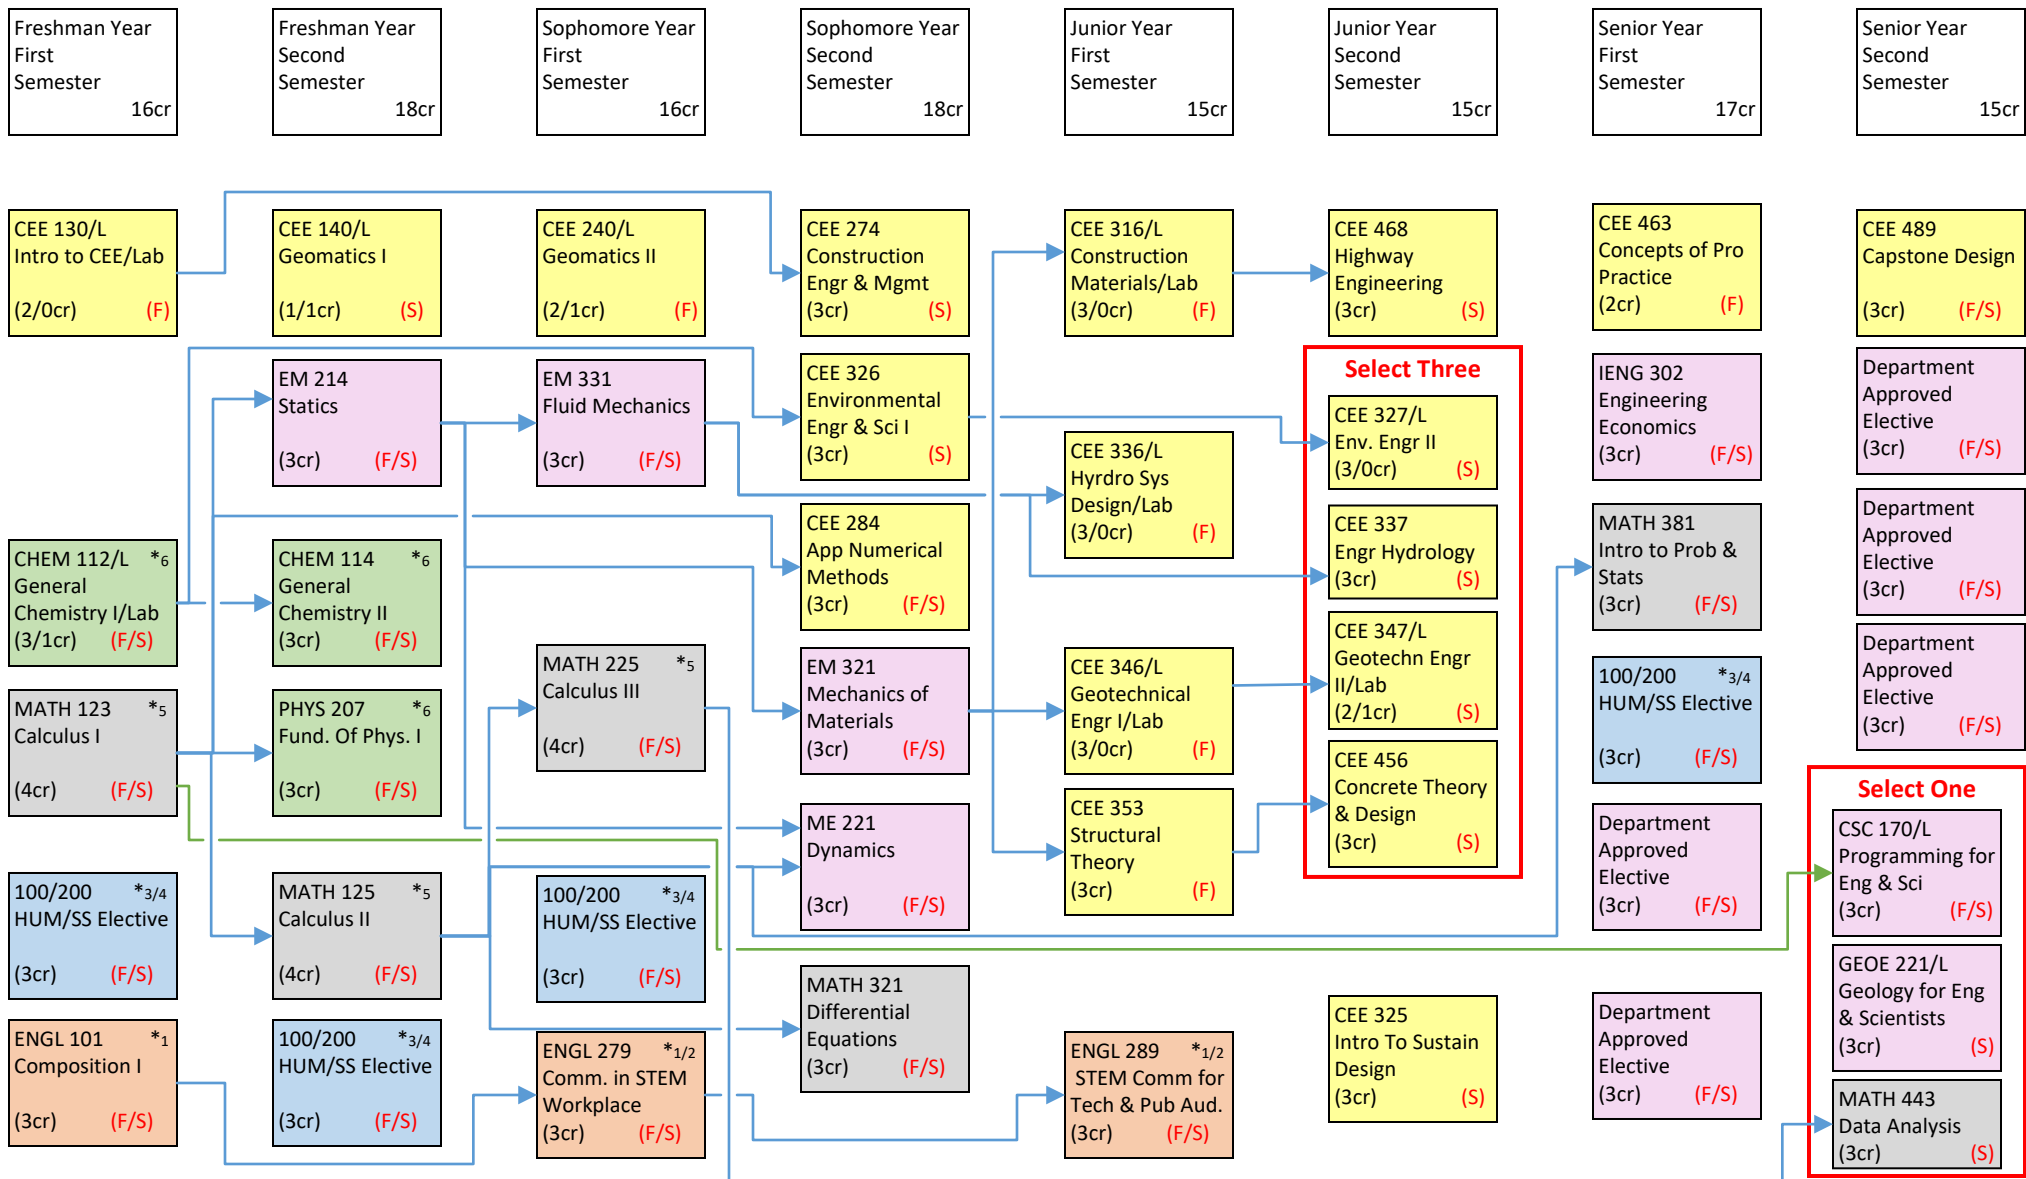 Freshman Year
First
Semester
16cr
Freshman Year
Second
Semester
18cr
Sophomore Year
First
Semester
16cr
Sophomore Year
Second
Semester
18cr
Junior Year
First
Semester
15cr
Junior Year
Second
Semester
15cr
Senior Year
First
Semester
17cr
Senior Year
Second
Semester
15cr
CEE 130/L
Intro to CEE/Lab
(2/0cr) (F)
CHEM 112/L *6
General
Chemistry I/Lab
(3/1cr) (F/S)
MATH 123 *5
Calculus I
(4cr) (F/S)
100/200 *3/4
HUM/SS Elective
(3cr) (F/S)
ENGL 101 *1
Composition I
(3cr) (F/S)
CEE 140/L
Geomatics I
(1/1cr) (S)
EM 214
Statics
(3cr) (F/S)
CHEM 114 *6
General
Chemistry II
(3cr) (F/S)
PHYS 207 *6
Fund. Of Phys. I
(3cr) (F/S)
MATH 125 *5
Calculus II
(4cr) (F/S)
100/200 *3/4
HUM/SS Elective
(3cr) (F/S)
CEE 240/L
Geomatics II
(2/1cr) (F)
EM 331
Fluid Mechanics
(3cr) (F/S)
MATH 225 *5
Calculus III
(4cr) (F/S)
100/200 *3/4
HUM/SS Elective
(3cr) (F/S)
ENGL 279 *1/2
Comm. in STEM
Workplace
(3cr) (F/S)
CEE 274
Construction
Engr & Mgmt
(3cr) (S)
CEE 326
Environmental
Engr & Sci I
(3cr) (S)
CEE 284
App Numerical
Methods
(3cr) (F/S)
EM 321
Mechanics of
Materials
(3cr) (F/S)
ME 221
Dynamics
(3cr) (F/S)
MATH 321
Differential
Equations
(3cr) (F/S)
CEE 316/L
Construction
Materials/Lab
(3/0cr) (F)
CEE 336/L
Hyrdro Sys
Design/Lab
(3/0cr) (F)
CEE 346/L
Geotechnical
Engr I/Lab
(3/0cr) (F)
CEE 353
Structural
Theory
(3cr) (F)
ENGL 289 *1/2
STEM Comm for
Tech & Pub Aud.
(3cr) (F/S)
CEE 468
Highway
Engineering
(3cr) (S)
Select Three
CEE 327/L
Env. Engr II
(3/0cr) (S)
CEE 337
Engr Hydrology
(3cr) (S)
CEE 347/L
Geotechn Engr
II/Lab
(2/1cr) (S)
CEE 456
Concrete Theory
& Design
(3cr) (S)
CEE 325
Intro To Sustain
Design
(3cr) (S)
CEE 463
Concepts of Pro
Practice
(2cr) (F)
IENG 302
Engineering
Economics
(3cr) (F/S)
MATH 381
Intro to Prob &
Stats
(3cr) (F/S)
100/200 *3/4
HUM/SS Elective
(3cr) (F/S)
Department
Approved
Elective
(3cr) (F/S)
Department
Approved
Elective
(3cr) (F/S)
CEE 489
Capstone Design
(3cr) (F/S)
Department
Approved
Elective
(3cr) (F/S)
Department
Approved
Elective
(3cr) (F/S)
Department
Approved
Elective
(3cr) (F/S)
Select One
CSC 170/L
Programming for
Eng & Sci
(3cr) (F/S)
GEOE 221/L
Geology for Eng
& Scientists
(3cr) (S)
MATH 443
Data Analysis
(3cr) (S)